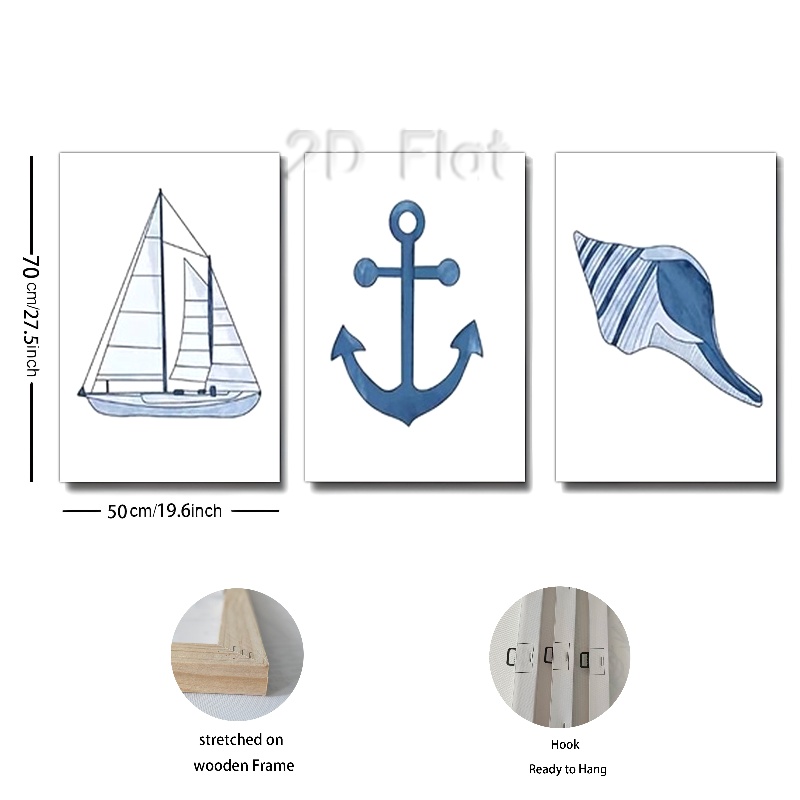 2D Flat
70 cm/27.5inch
50cm/19.6inch
stretched on
wooden Frame
Hook
Ready to Hang